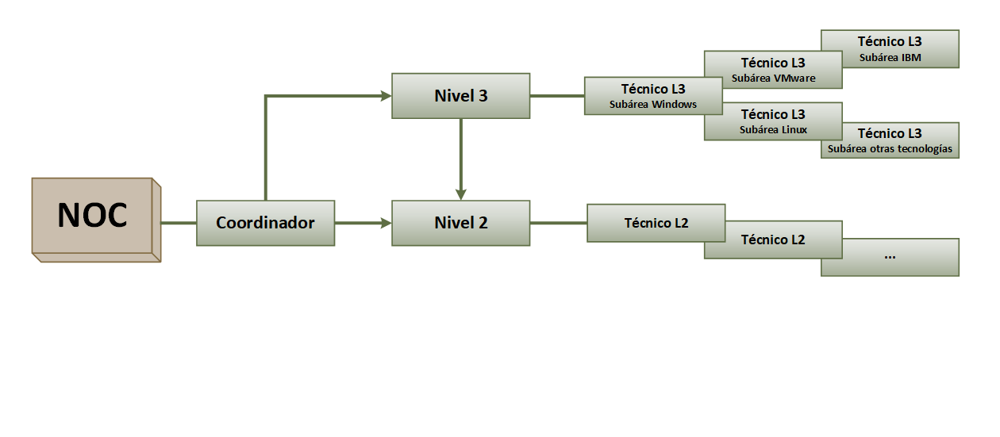 Técnico L3
Subárea IBM
Técnico L3
Subárea VMware
Técnico L3
Subárea Windows
Nivel 3
Técnico L3
Subárea Linux
Técnico L3
Subárea otras tecnologías
NOC
Coordinador
Nivel 2
Técnico L2
Técnico L2
...